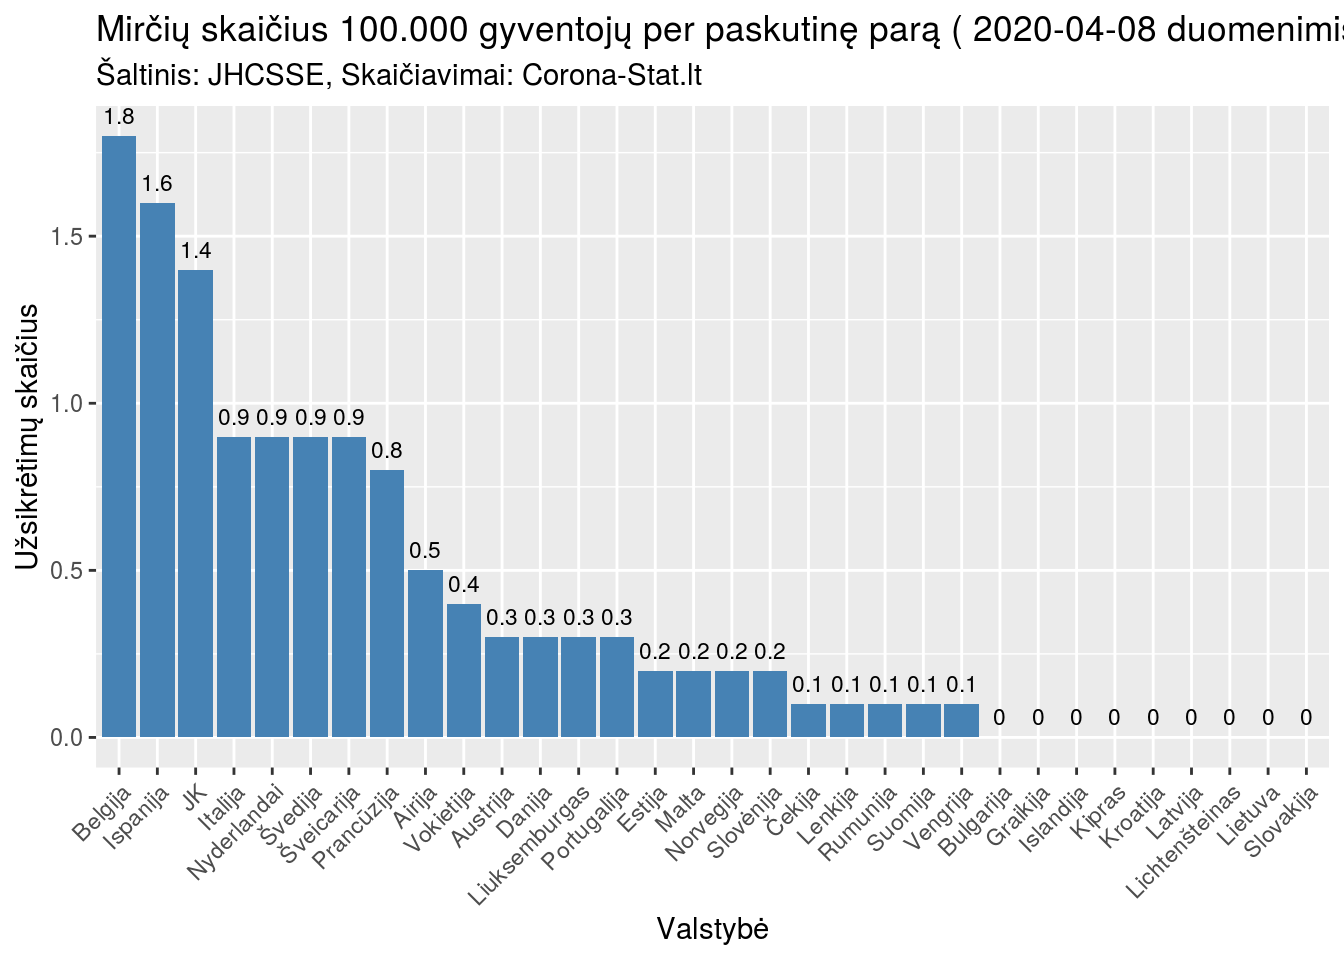 Mirčių skaičius 100.000 gyventojų per paskutinę parą ( 2020-04-08 duomenimis
Šaltinis: JHCSSE, Skaičiavimai: Corona-Stat.lt
Užsikrėtimų skaičius
1.5
1.0
0.5
0.0
1.8
1.6
1.4
0.9 0.9 0.9 0.9
0.8
0.5
0.4
0.3 0.3 0.3 0.3
0.2 0.2 0.2 0.2
0.1 0.1 0.1 0.1 0.1
0 0 0 0 0 0 0 0 0
Belgija
Ispanija
JK
Italija
Nyderlandai
Švedija
Šveicarija
Prancūzija
Airija
Vokietija
Austrija
Danija
Liuksemburgas
Portugalija
Estija
Malta
Norvegija
Slovėnija
Čekija
Lenkija
Rumunija
Suomija
Vengrija
Bulgarija
Graikija
Islandija
Kipras
Kroatija
Latvija
Lichtenšteinas
Lietuva
Slovakija
Valstybė